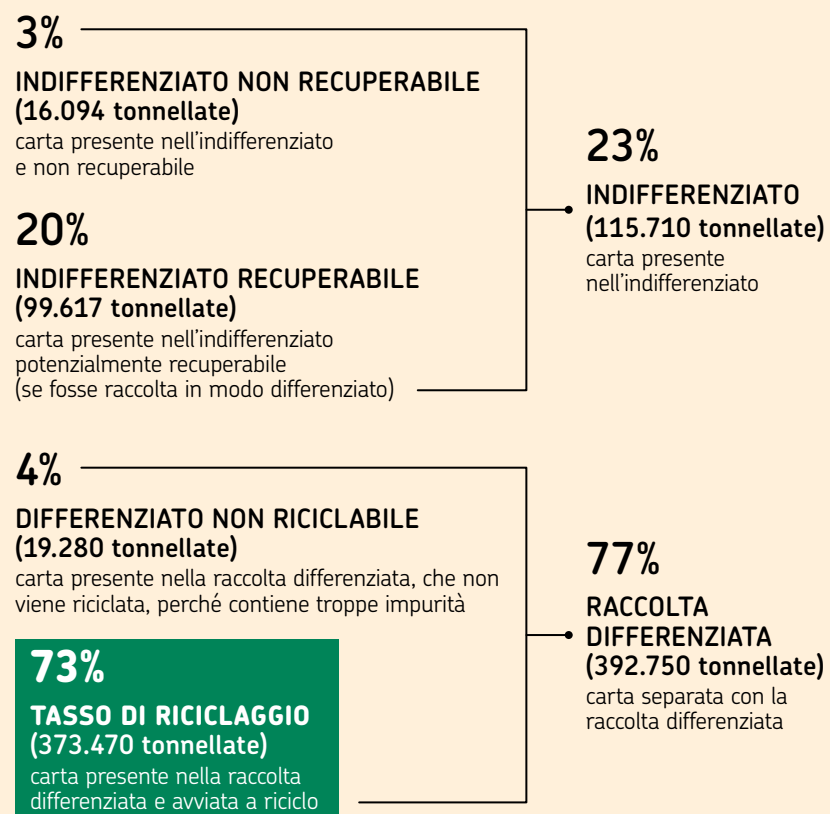 3%
INDIFFERENZIATO NON RECUPERABILE
(16.094 tonnellate)
carta presente nell'indifferenziato
e non recuperabile
20%
INDIFFERENZIATO RECUPERABILE
(99.617 tonnellate)
carta presente nell'indifferenziato
potenzialmente recuperabile
(se fosse raccolta in modo differenziato)
23%
INDIFFERENZIATO
(115.710 tonnellate)
carta presente
nell'indifferenziato
4%
DIFFERENZIATO NON RICICLABILE
(19.280 tonnellate)
carta presente nella raccolta differenziata, che non
viene riciclata, perché contiene troppe impurità
73%
TASSO DI RICICLAGGIO
(373.470 tonnellate)
carta presente nella raccolta
differenziata e avviata a riciclo
77%
RACCOLTA
DIFFERENZIATA
(392.750 tonnellate)
carta separata con la
raccolta differenziata